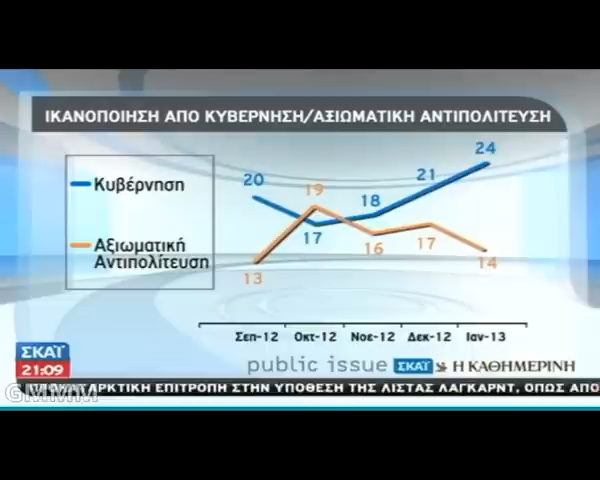 ΙΚΑΝΟΠΟΙΗΣΗ ΑΠΟ ΚΥΒΕΡΝΗΣΗ/ΑΞΙΩΜΑΤΙΚΗ ΑΝΤΙΠΟΛΙΤΕΥΣΗ
Κυβέρνηση
Αξιωματική
Αντιπολίτευση
20 17 18 21 24
13 19 16 17 14
Σεπ-12 Οκτ-12 Νοε-12 Δεκ-12 Ιαν-13
public issue ΣΚΑΪ Η ΚΑΘΗΜΕΡΙΝΗ
ΣΚΑΪ
21:09
ΠΡΟΚΑΤΑΡΚΤΙΚΗ ΕΠΙΤΡΟΠΗ ΣΤΗΝ ΥΠΟΘΕΣΗ ΤΗΣ ΛΙΣΤΑΣ ΛΑΓΚΑΡΝΤ, ΟΠΩΣ ΑΠΟ
GMMM